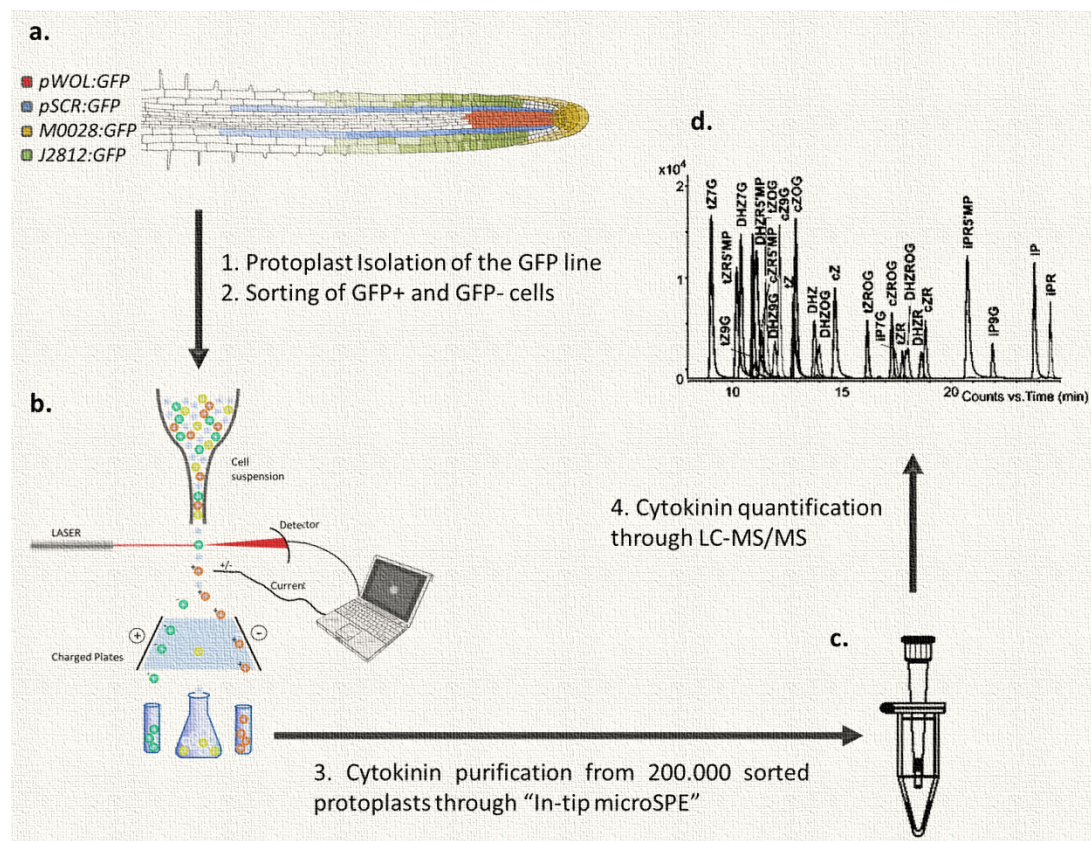 a.
pWOL:GFP
pSCR:GFP
M0028:GFP
J2812:GFP
1. Protoplast Isolation of the GFP line
2. Sorting of GFP+ and GFP- cells
b.
Cell
suspension
LASER
Detector
+/-
Current
+
-
Charged Plates
3. Cytokinin purification from 200.000 sorted
protoplasts through “In-tip microSPE”
c.
4. Cytokinin quantification
through LC-MS/MS
d.
x10⁴
2
1
0
tZ7G
tZ9G
tZR5'MP
DHZ7G
DHZR5'MP
tZOG
cZ9G
cZOG
DHZ9G
cZR5'MP
tZ
DHZ
DHZOG
cZ
tZROG
iP7G
cZROG
tZR
DHZROG
DHZR
cZR
iPR5'MP
iP9G
iP
iPR
10
15
20
Counts vs.Time (min)